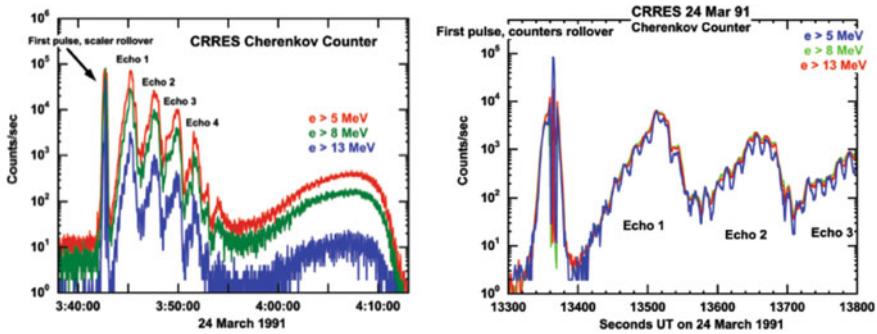 First pulse, scaler rollover
CRRES Cherenkov Counter
Echo 1
Echo 2
Echo 3
Echo 4
e > 5 MeV
e > 8 MeV
e > 13 MeV
Counts/sec
10⁶
10⁵
10⁴
10³
10²
10¹
10⁰
3:40:00
3:50:00
4:00:00
4:10:00
24 March 1991
CRRES 24 Mar 91
First pulse, counters rollover
Cherenkov Counter
e > 5 MeV
e > 8 MeV
e > 13 MeV
Counts/sec
10⁶
10⁵
10⁴
10³
10²
10¹
10⁰
Echo 1
Echo 2
Echo 3
13300
13400
13500
13600
13700
13800
Seconds UT on 24 March 1991